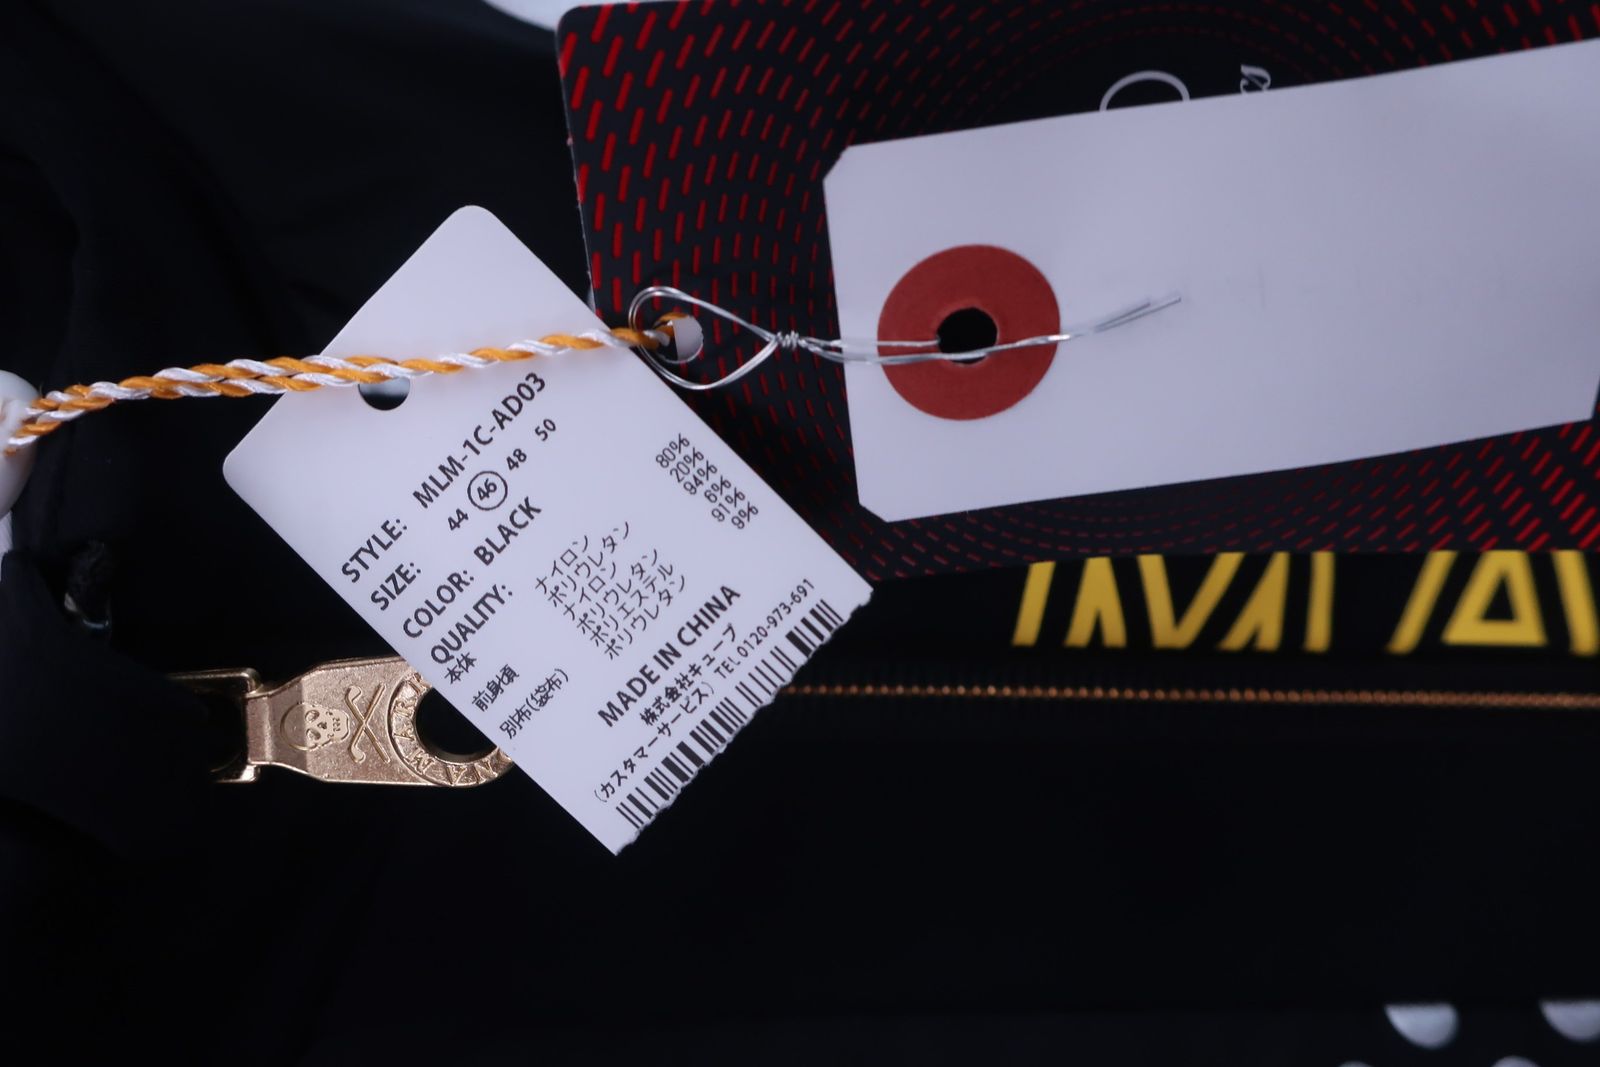 STYLE: MLM-1C-AD03
SIZE: 44 46 48 50
COLOR: BLACK
QUALITY:
本体 ナイロン 80%
ポリウレタン 20%
前身頃 ナイロン 94%
ポリウレタン 6%
別布(袋布) ポリエステル 91%
ポリウレタン 9%
MADE IN CHINA
株式会社キューブ
(カスタマーサービス) TEL 0120-973-691